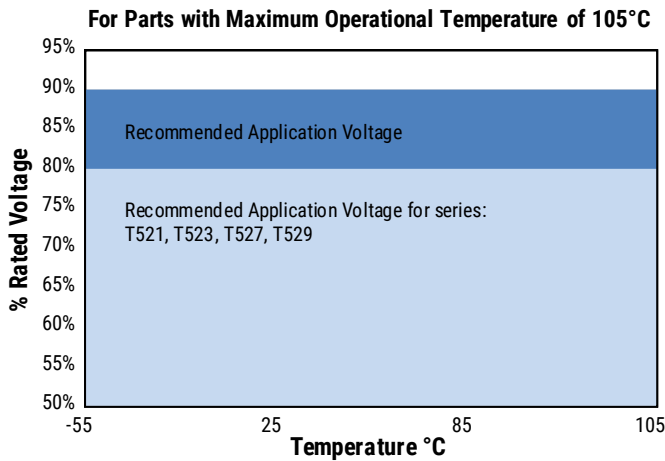 For Parts with Maximum Operational Temperature of 105°C
95%
90%
85%
80%
75%
70%
65%
60%
55%
50%
% Rated Voltage
Recommended Application Voltage
Recommended Application Voltage for series:
T521, T523, T527, T529
-55 25 85 105
Temperature °C